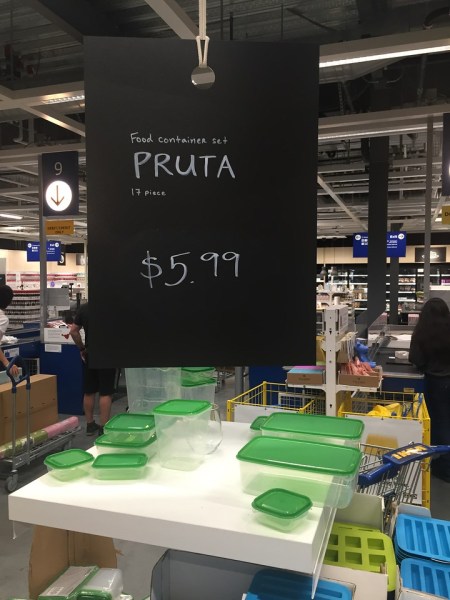 Food container set
PRUTA
17 piece
$5.99
9